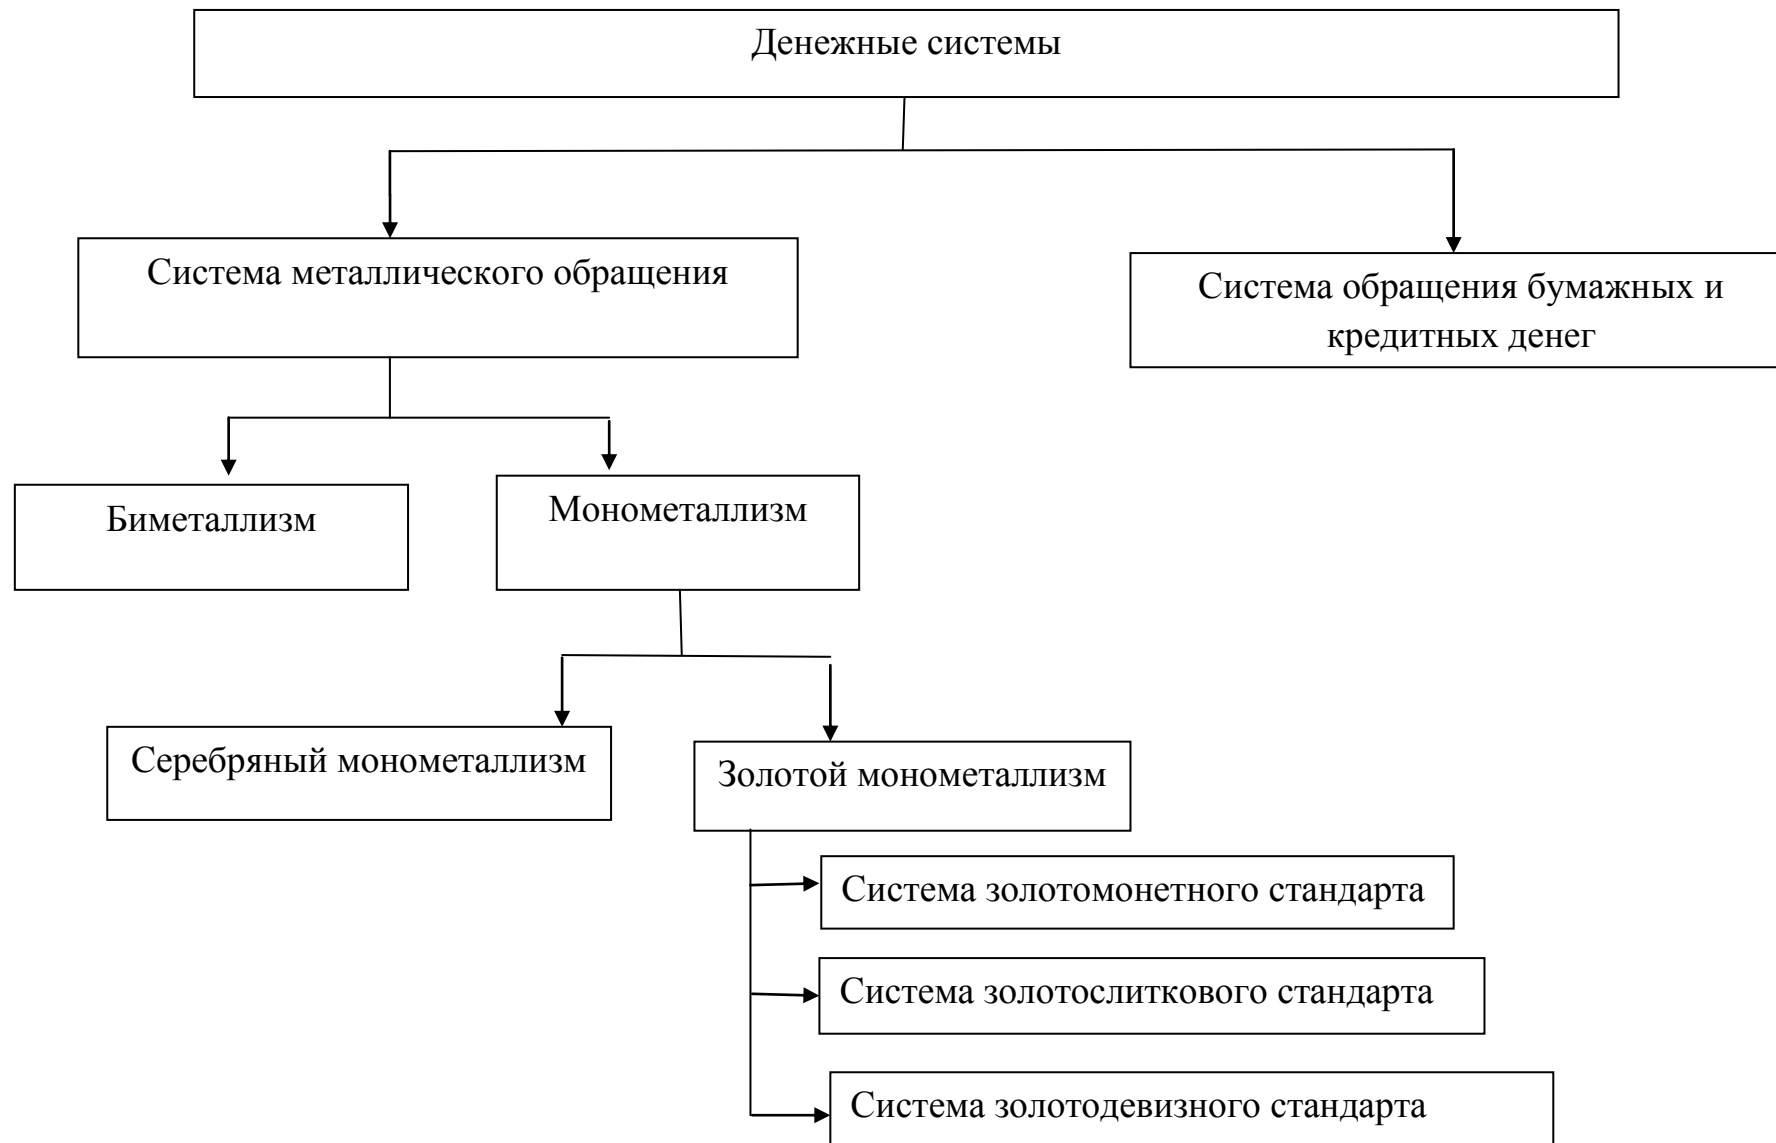 Денежные системы
Система металлического обращения
Система обращения бумажных и
кредитных денег
Биметаллизм
Монометаллизм
Серебряный монометаллизм
Золотой монометаллизм
Система золотомонетного стандарта
Система золотослиткового стандарта
Система золотодевизного стандарта